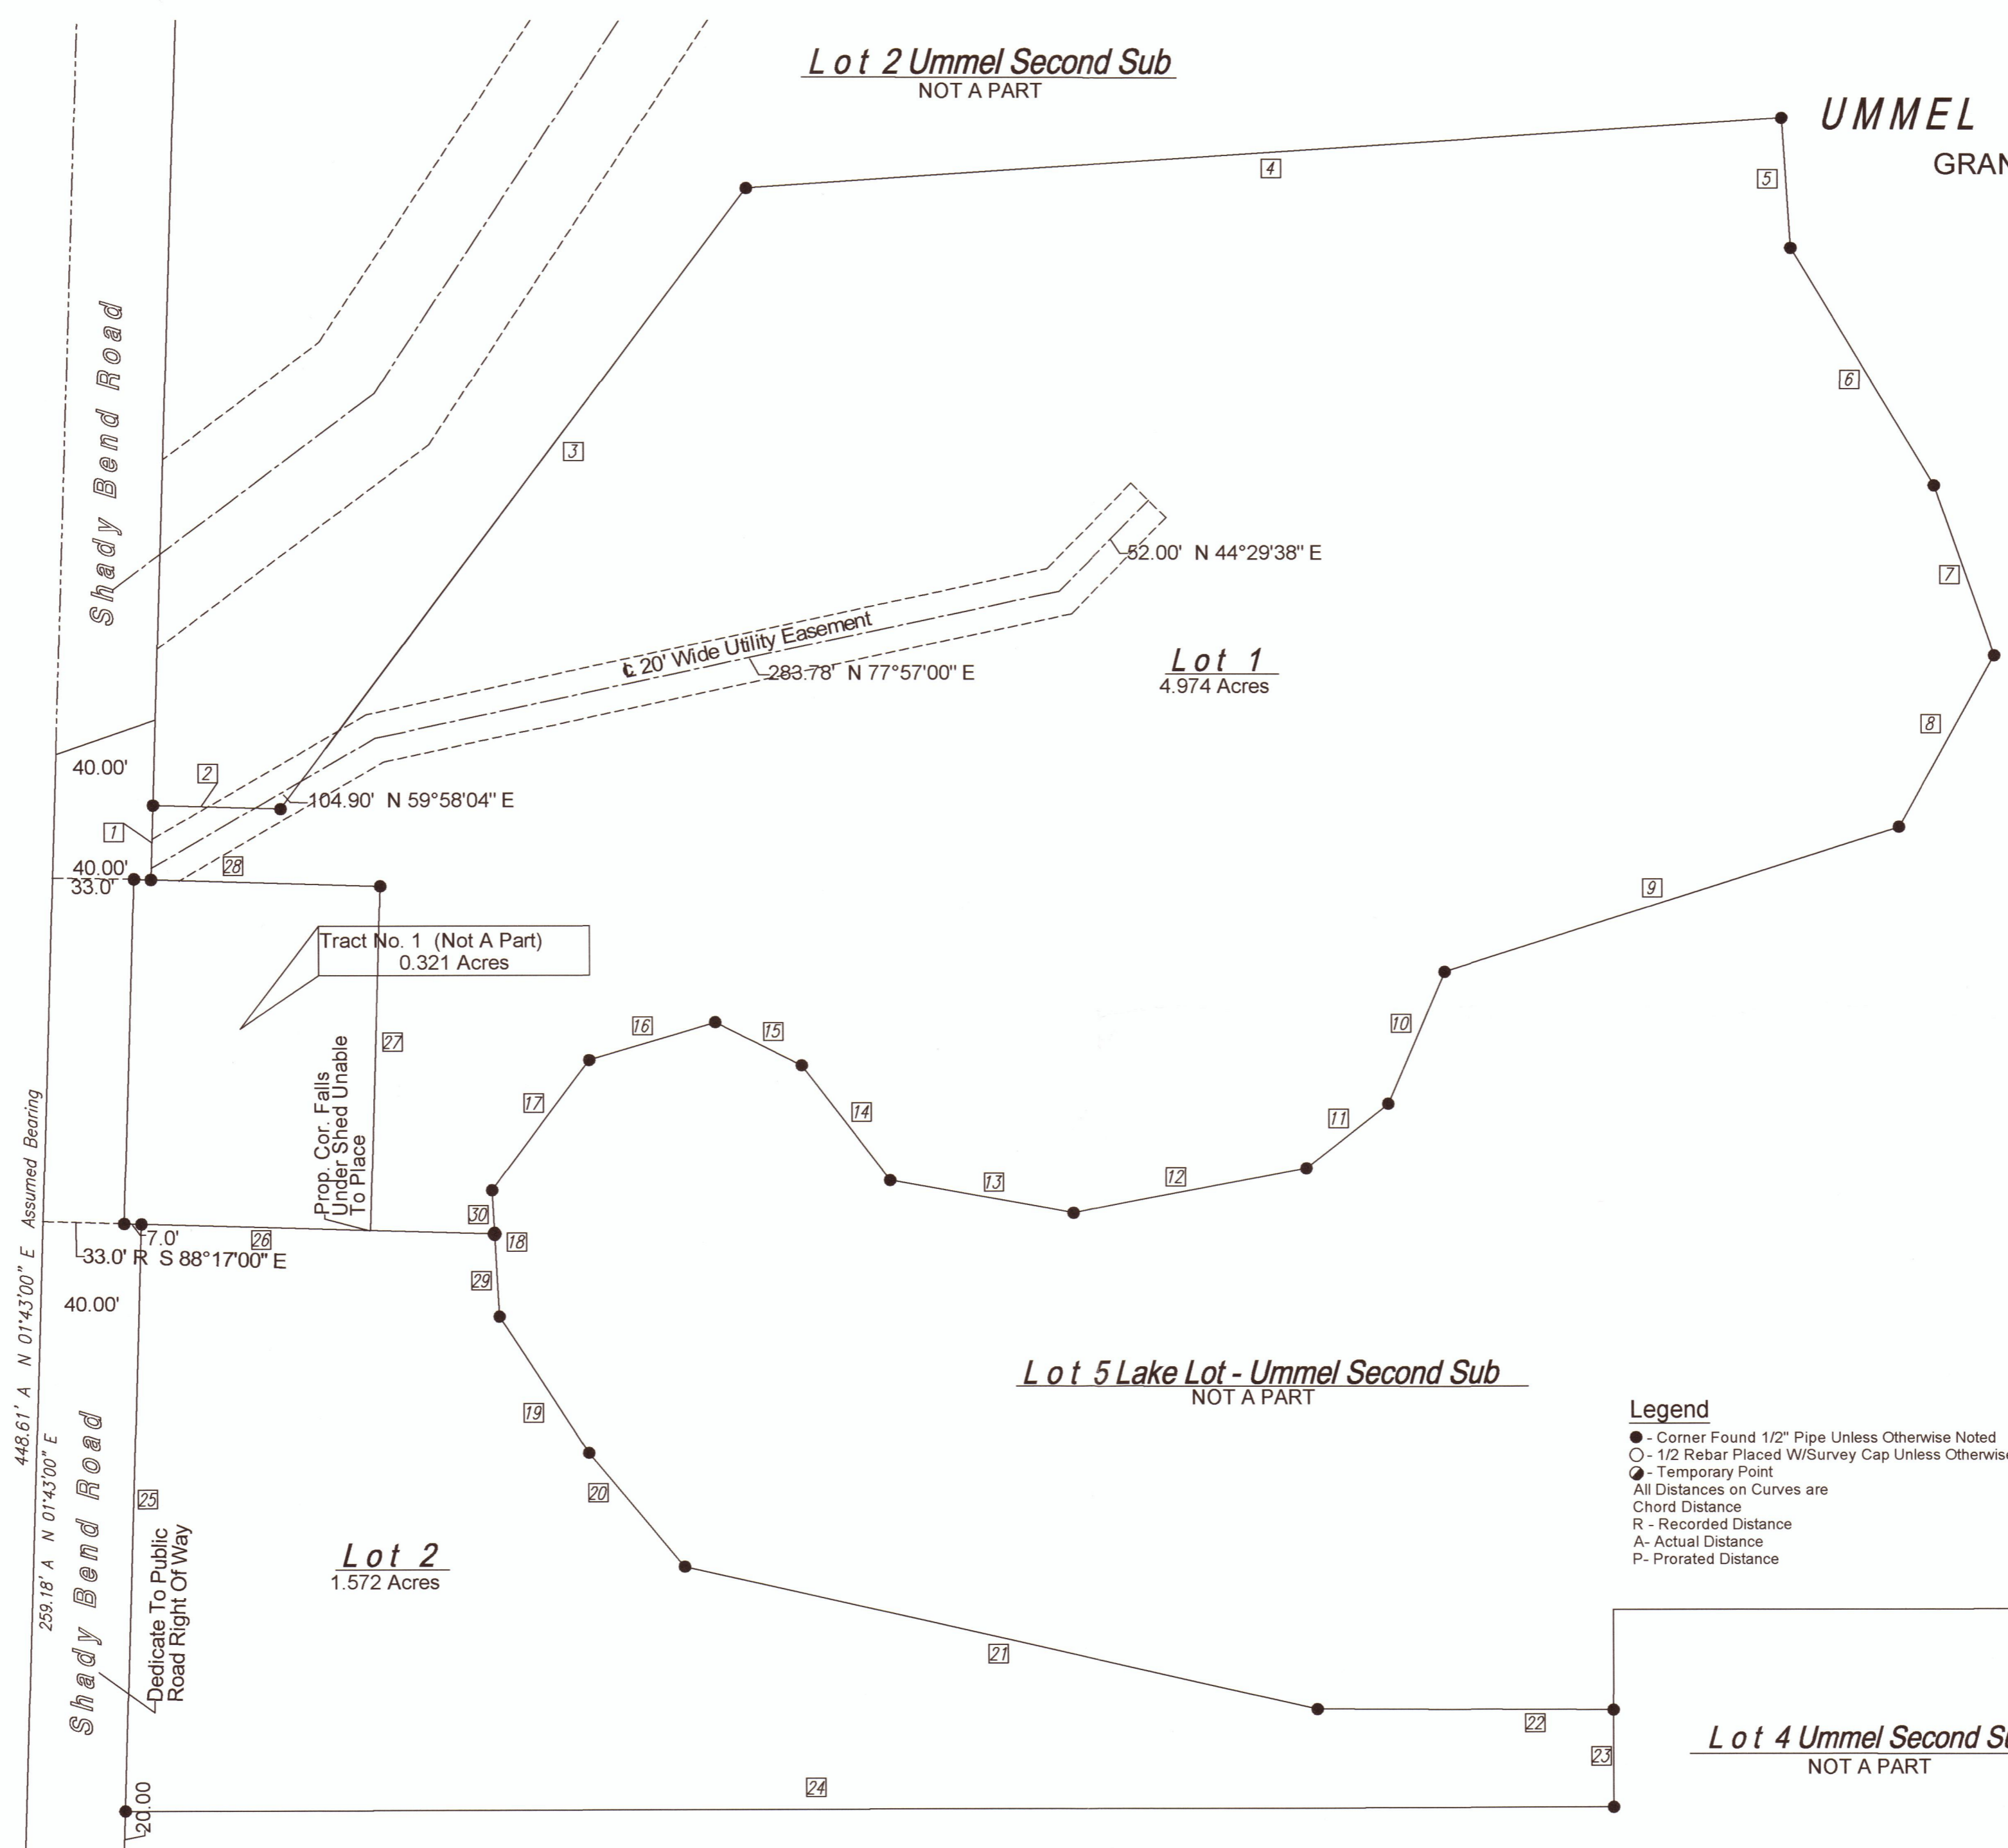 Lot 2 Ummel Second Sub
NOT A PART
UMMEL
GRAN
4
5
6
3
Shady Bend Road
52.00' N 44°29'38" E
7
℄ 20' Wide Utility Easement
283.78' N 77°57'00" E
Lot 1
4.974 Acres
8
40.00'
2
104.90' N 59°58'04" E
1
40.00'
33.0'
28
9
Tract No. 1 (Not A Part)
0.321 Acres
10
16
15
27
Prop. Cor. Falls
Under Shed Unable
To Place
17
14
11
12
13
30
18
26
7.0'
33.0' R S 88°17'00" E
29
40.00'
448.61' A N 01°43'00" E Assumed Bearing
259.18' A N 01°43'00" E
Shady Bend Road
Lot 5 Lake Lot - Ummel Second Sub
NOT A PART
19
20
25
Dedicate To Public
Road Right Of Way
Lot 2
1.572 Acres
Legend
- Corner Found 1/2" Pipe Unless Otherwise Noted
- 1/2 Rebar Placed W/Survey Cap Unless Otherwise
- Temporary Point
All Distances on Curves are
Chord Distance
R - Recorded Distance
A- Actual Distance
P- Prorated Distance
21
22
23
Lot 4 Ummel Second Su
NOT A PART
24
20.00